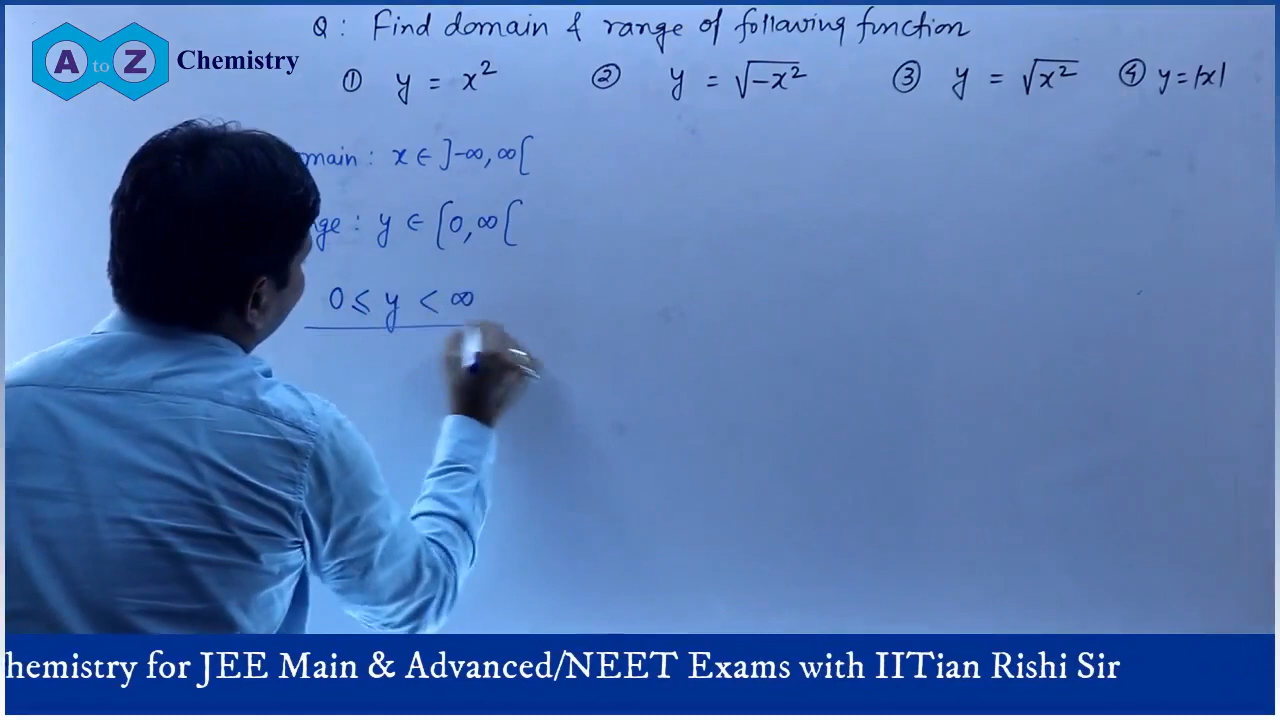 Q : Find domain & range of following function
A to Z Chemistry
① y = x² ② y = √-x² ③ y = √x² ④ y = |x|
main : x ∈ ]-∞, ∞[
nge : y ∈ [0, ∞[
0 ≤ y < ∞
hemistry for JEE Main & Advanced/NEET Exams with IITian Rishi Sir